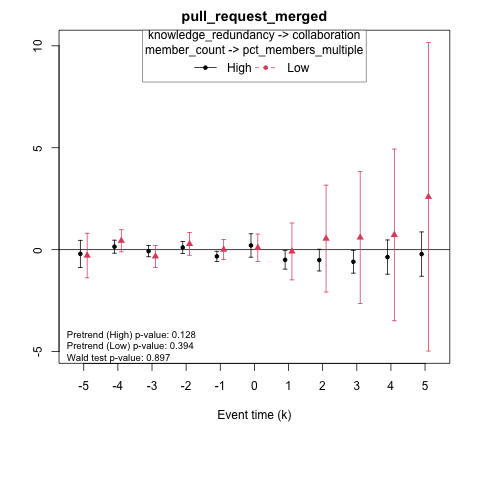 pull_request_merged
knowledge_redundancy -> collaboration
member_count -> pct_members_multiple
High Low
10
5
0
-5
Pretrend (High) p-value: 0.128
Pretrend (Low) p-value: 0.394
Wald test p-value: 0.897
-5 -4 -3 -2 -1 0 1 2 3 4 5
Event time (k)